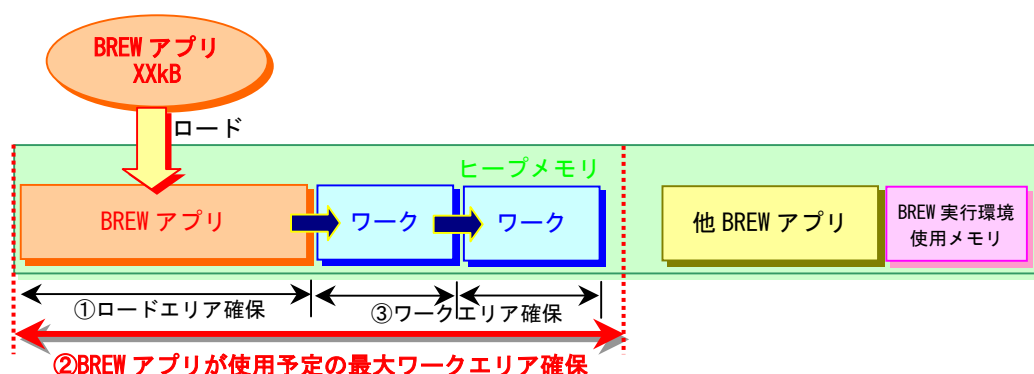 BREW アプリ
XXkB
ロード
ヒープメモリ
BREW アプリ
ワーク
ワーク
他 BREW アプリ
BREW 実行環境
使用メモリ
①ロードエリア確保
③ワークエリア確保
②BREW アプリが使用予定の最大ワークエリア確保